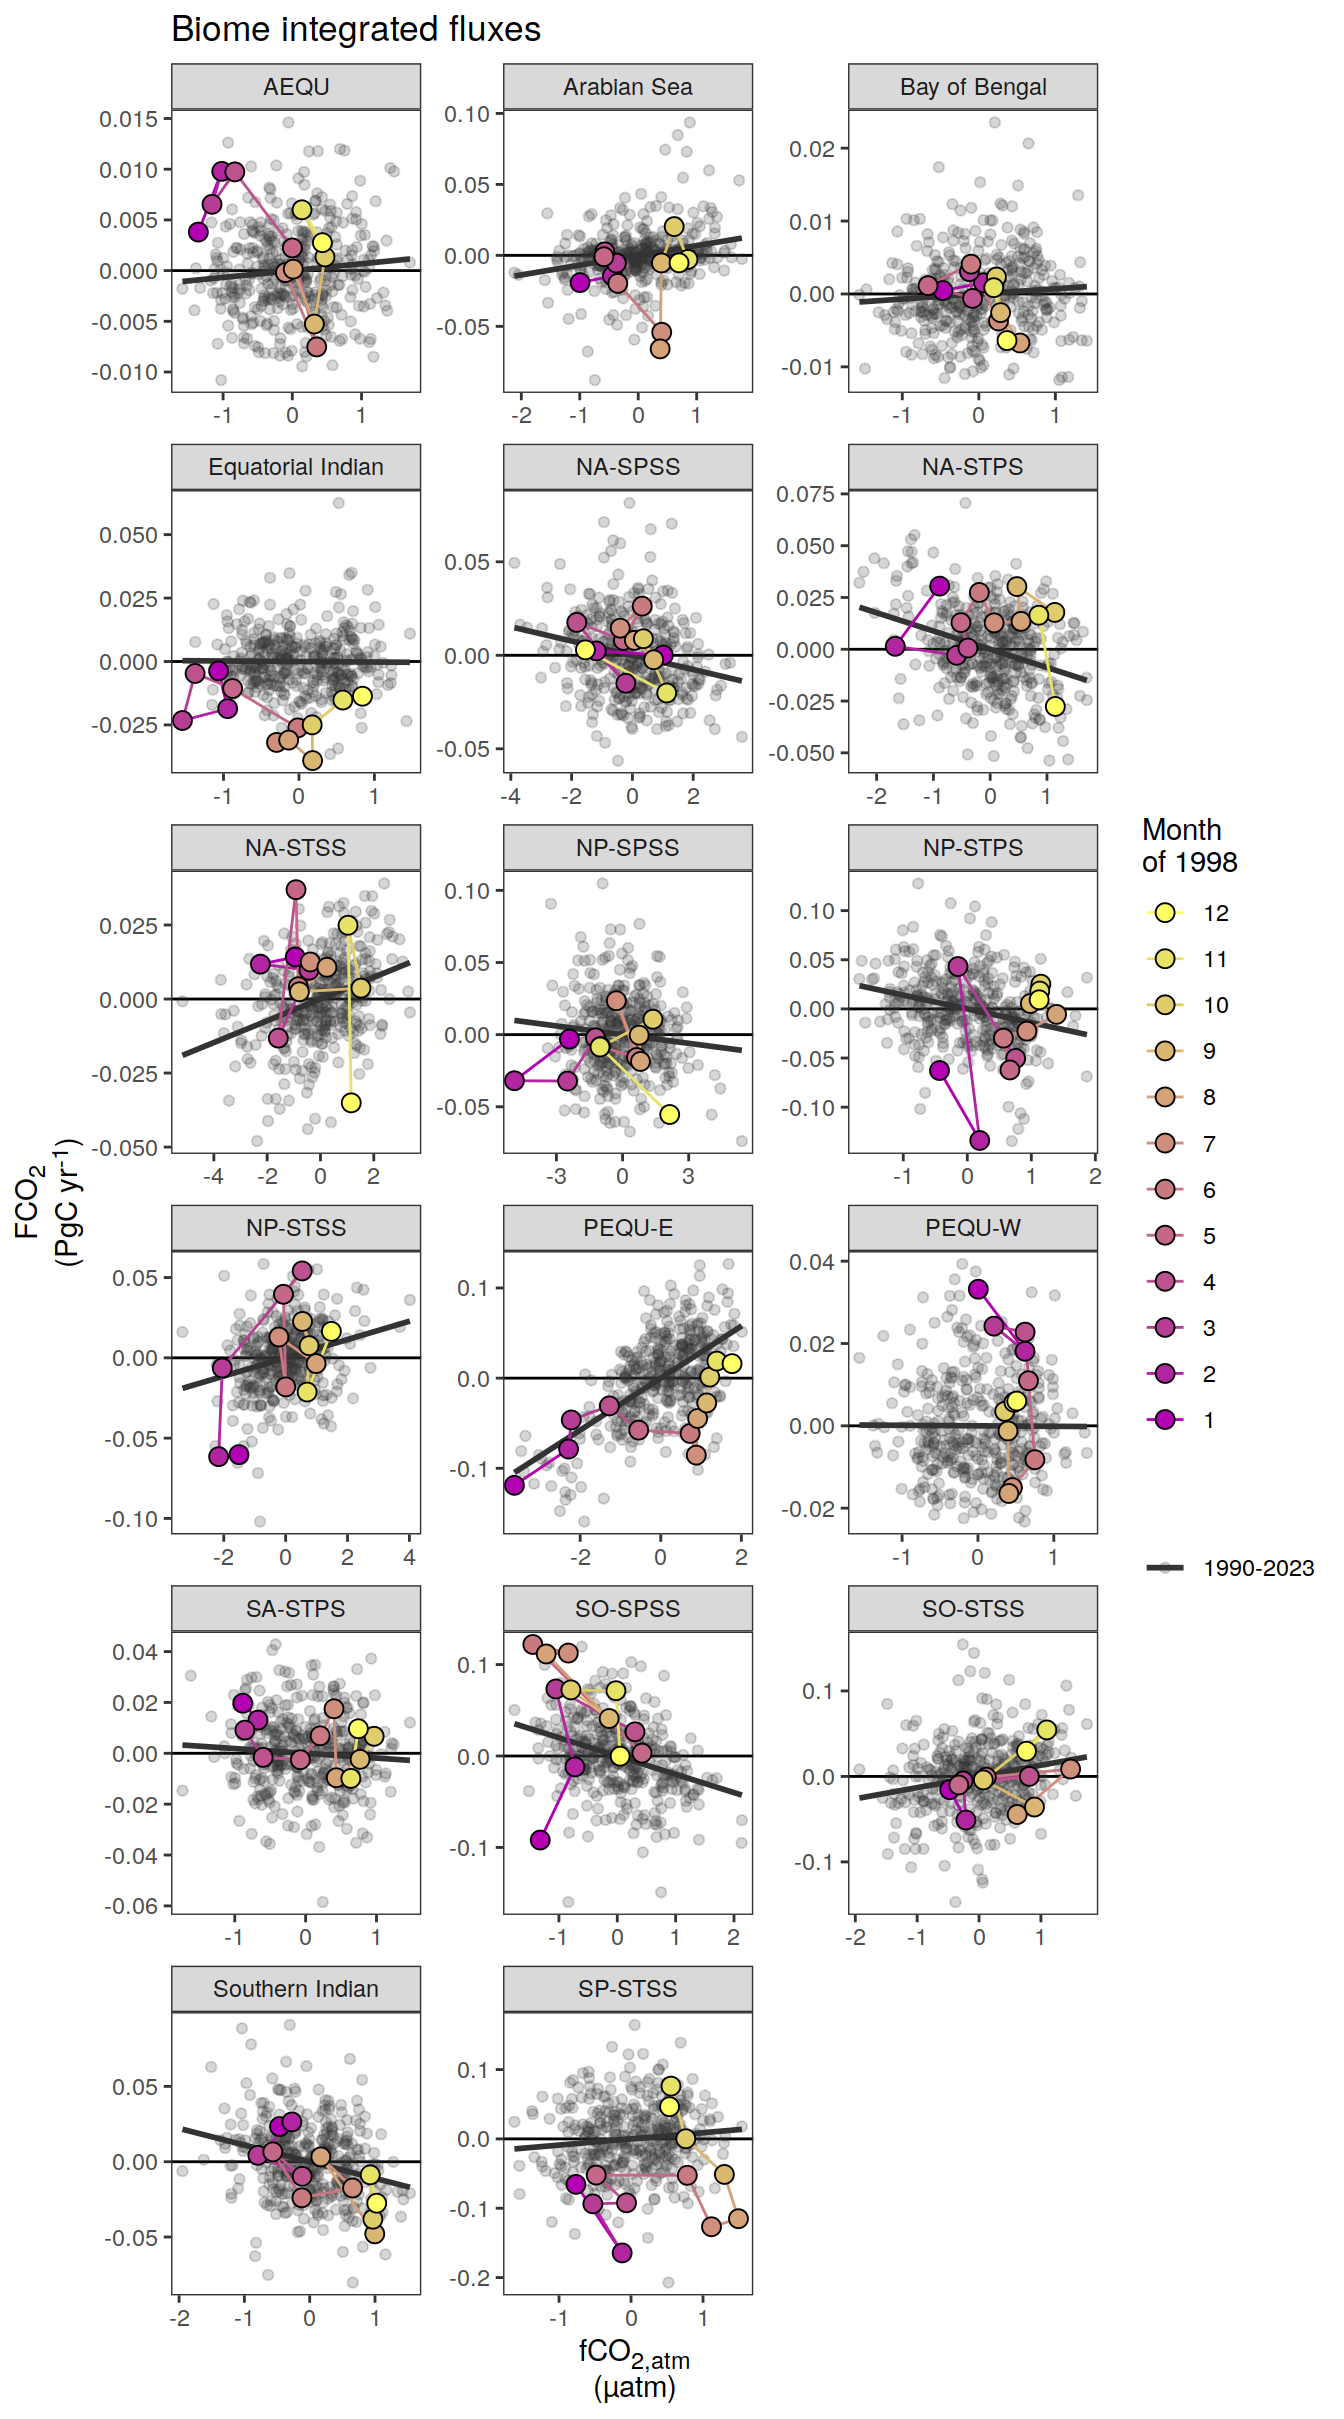 Biome integrated fluxes
AEQU Arabian Sea Bay of Bengal
0.015 0.010 0.005 0.000 -0.005 -0.010
0.10 0.05 0.00 -0.05
0.02 0.01 0.00 -0.01
-1 0 1
-2 -1 0 1
-1 0 1
Equatorial Indian NA-SPSS NA-STPS
0.050 0.025 0.000 -0.025
0.05 0.00 -0.05
0.075 0.050 0.025 0.000 -0.025 -0.050
-1 0 1
-4 -2 0 2
-2 -1 0 1
NA-STSS NP-SPSS NP-STPS
0.025 0.000 -0.025 -0.050
0.10 0.05 0.00 -0.05
0.10 0.05 0.00 -0.05 -0.10
-4 -2 0 2
-3 0 3
-1 0 1 2
NP-STSS PEQU-E PEQU-W
0.05 0.00 -0.05 -0.10
0.1 0.0 -0.1
0.04 0.02 0.00 -0.02
-2 0 2 4
-2 0 2
-1 0 1
SA-STPS SO-SPSS SO-STSS
0.04 0.02 0.00 -0.02 -0.04 -0.06
0.1 0.0 -0.1
0.1 0.0 -0.1
-1 0 1
-1 0 1 2
-2 -1 0 1
Southern Indian SP-STSS
0.05 0.00 -0.05
0.1 0.0 -0.1 -0.2
-2 -1 0 1
-1 0 1
FCO₂
(PgC yr⁻¹)
fCO₂,ₐₜₘ
(µatm)
Month
of 1998
12
11
10
9
8
7
6
5
4
3
2
1
1990-2023